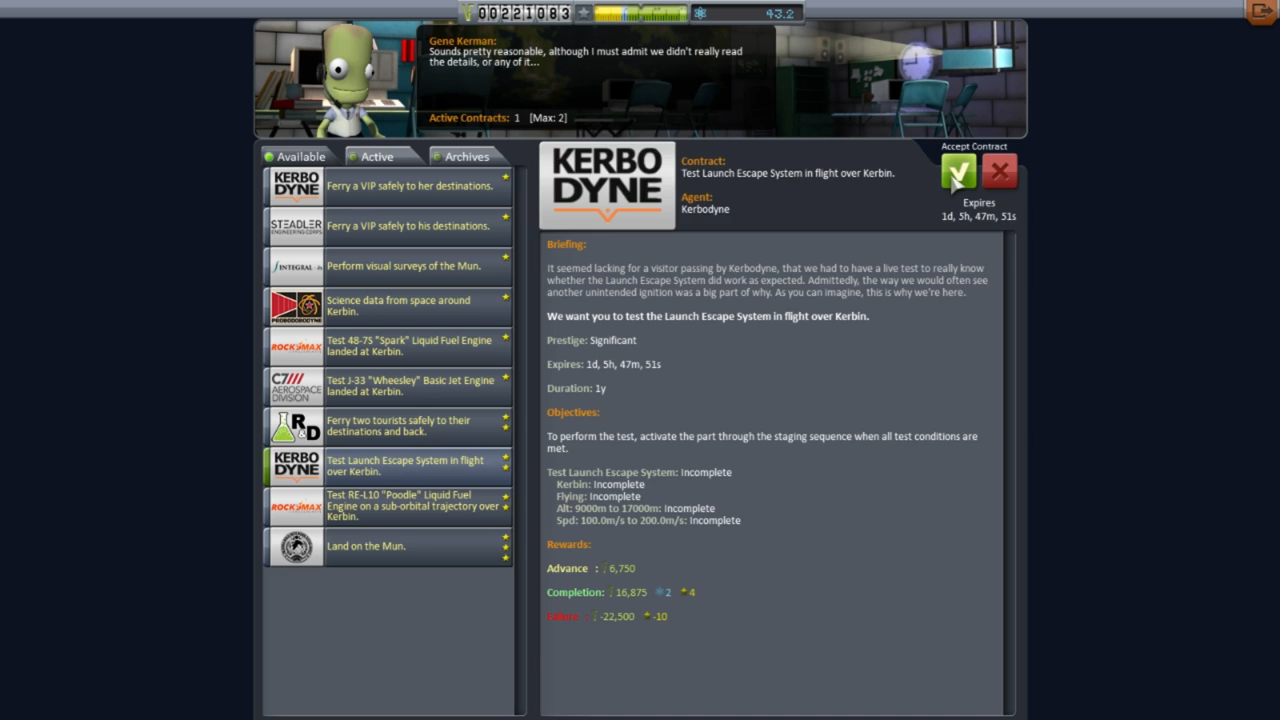 00221083
43.2
Gene Kerman:
Sounds pretty reasonable, although I must admit we didn't really read
the details, or any of it...
Active Contracts: 1 [Max: 2]
Available
Active
Archives
KERBO
DYNE
Ferry a VIP safely to her destinations.
STEADLER
ENGINEERING CORPS
Ferry a VIP safely to his destinations.
INTEGRAL
Perform visual surveys of the Mun.
PROBODOBODYNE
Science data from space around
Kerbin.
ROCKOMAX
Test 48-7S "Spark" Liquid Fuel Engine
landed at Kerbin.
C7///
AEROSPACE
DIVISION
Test J-33 "Wheesley" Basic Jet Engine
landed at Kerbin.
R&D
Ferry two tourists safely to their
destinations and back.
KERBO
DYNE
Test Launch Escape System in flight
over Kerbin.
ROCKOMAX
Test RE-L10 "Poodle" Liquid Fuel
Engine on a sub-orbital trajectory over
Kerbin.
Land on the Mun.
KERBO
DYNE
Contract:
Test Launch Escape System in flight over Kerbin.
Agent:
Kerbodyne
Accept Contract
Expires
1d, 5h, 47m, 51s
Briefing:
It seemed lacking for a visitor passing by Kerbodyne, that we had to have a live test to really know
whether the Launch Escape System did work as expected. Admittedly, the way we would often see
another unintended ignition was a big part of why. As you can imagine, this is why we're here.
We want you to test the Launch Escape System in flight over Kerbin.
Prestige: Significant
Expires: 1d, 5h, 47m, 51s
Duration: 1y
Objectives:
To perform the test, activate the part through the staging sequence when all test conditions are
met.
Test Launch Escape System: Incomplete
Kerbin: Incomplete
Flying: Incomplete
Alt: 9000m to 17000m: Incomplete
Spd: 100.0m/s to 200.0m/s: Incomplete
Rewards:
Advance : 6,750
Completion: 16,875 2 4
Failure : -22,500 -10